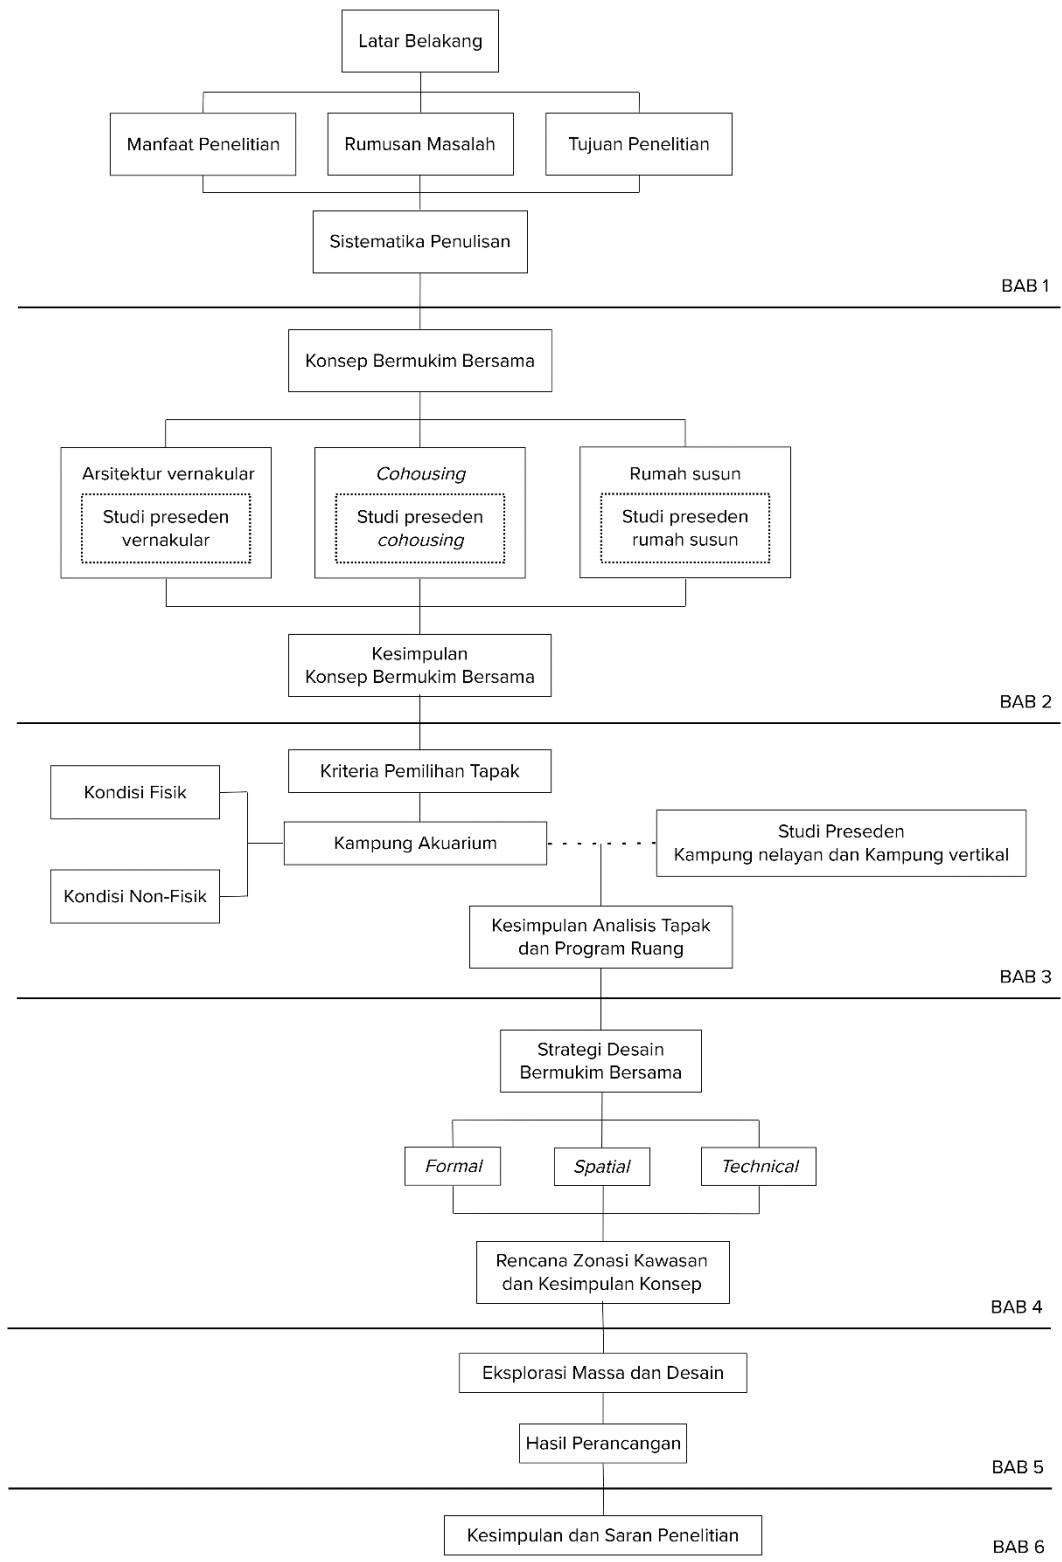 Latar Belakang
Manfaat Penelitian
Rumusan Masalah
Tujuan Penelitian
Sistematika Penulisan
BAB 1
Konsep Bermukim Bersama
Arsitektur vernakular
Studi preseden
vernakular
Cohousing
Studi preseden
cohousing
Rumah susun
Studi preseden
rumah susun
Kesimpulan
Konsep Bermukim Bersama
BAB 2
Kriteria Pemilihan Tapak
Kondisi Fisik
Kampung Akuarium
Studi Preseden
Kampung nelayan dan Kampung vertikal
Kondisi Non-Fisik
Kesimpulan Analisis Tapak
dan Program Ruang
BAB 3
Strategi Desain
Bermukim Bersama
Formal
Spatial
Technical
Rencana Zonasi Kawasan
dan Kesimpulan Konsep
BAB 4
Eksplorasi Massa dan Desain
Hasil Perancangan
BAB 5
Kesimpulan dan Saran Penelitian
BAB 6